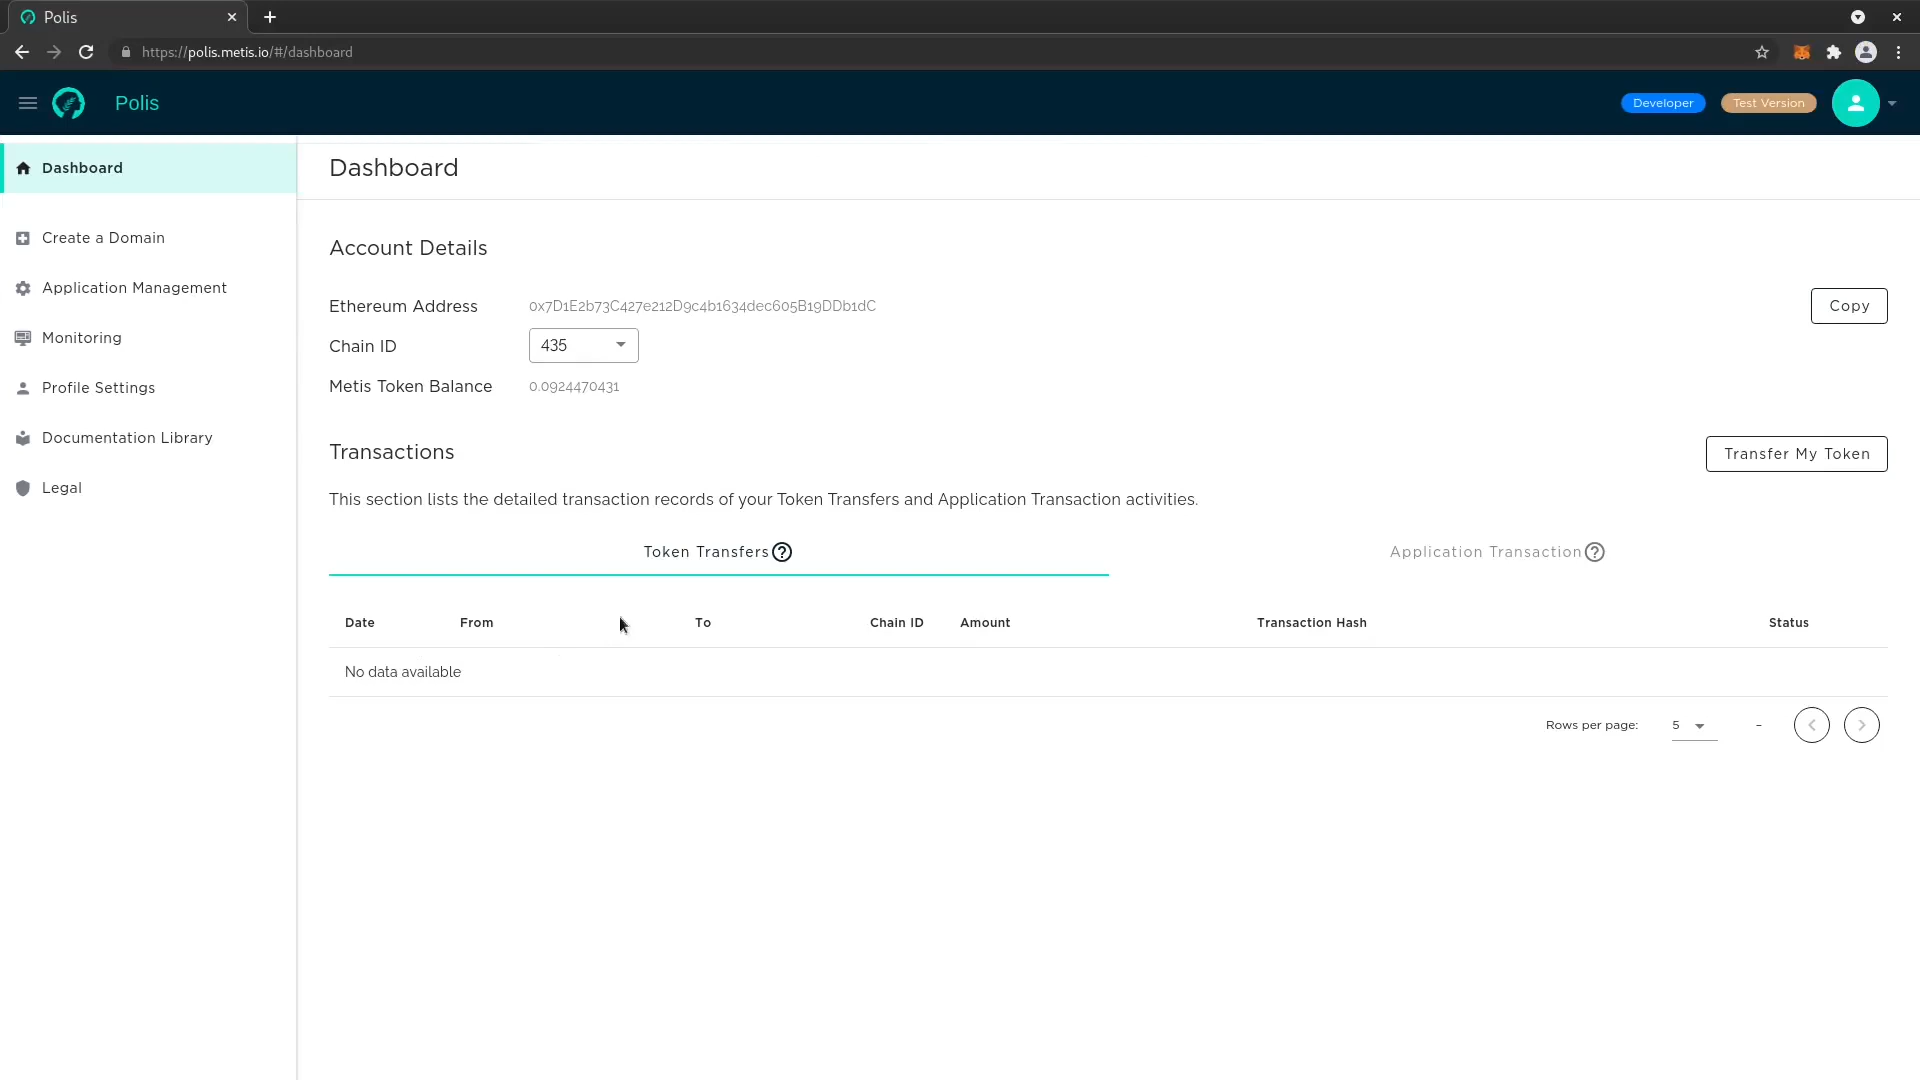 Polis
https://polis.metis.io/#/dashboard
Polis
Developer
Test Version
Dashboard
Create a Domain
Application Management
Monitoring
Profile Settings
Documentation Library
Legal
Dashboard
Account Details
Ethereum Address 0x7D1E2b73C427e212D9c4b1634dec605B19DDb1dC Copy
Chain ID 435
Metis Token Balance 0.0924470431
Transactions Transfer My Token
This section lists the detailed transaction records of your Token Transfers and Application Transaction activities.
Token Transfers ? Application Transaction ?
Date From To Chain ID Amount Transaction Hash Status
No data available
Rows per page: 5 –